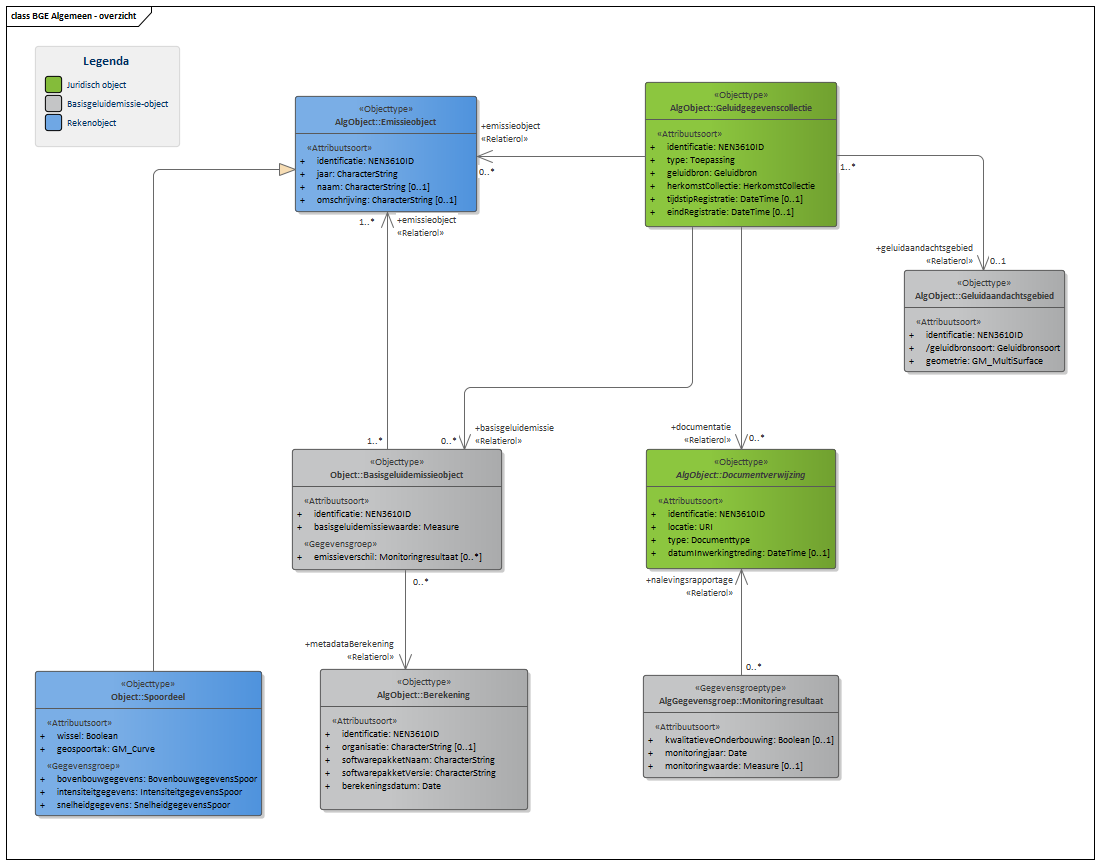 class BGE Algemeen - overzicht
Legenda
Juridisch object
Basisgeluidemissie-object
Rekenobject
«Objecttype»
AlgObject::Emissieobject
«Attribuutsoort»
+ identificatie: NEN3610ID
+ jaar: CharacterString
+ naam: CharacterString [0..1]
+ omschrijving: CharacterString [0..1]
+emissieobject
«Relatierol»
0..*
«Objecttype»
AlgObject::Geluidgegevenscollectie
«Attribuutsoort»
+ identificatie: NEN3610ID
+ type: Toepassing
+ geluidbron: Geluidbron
+ herkomstCollectie: HerkomstCollectie
+ tijdstipRegistratie: DateTime [0..1]
+ eindRegistratie: DateTime [0..1]
1..*
+geluidaandachtsgebied
«Relatierol»
0..1
«Objecttype»
AlgObject::Geluidaandachtsgebied
«Attribuutsoort»
+ identificatie: NEN3610ID
+ /geluidbronsoort: Geluidbronsoort
+ geometrie: GM_MultiSurface
1..*
+emissieobject
«Relatierol»
1..*
0..*
+basisgeluidemissie
«Relatierol»
+documentatie
«Relatierol»
0..*
«Objecttype»
Object::Basisgeluidemissieobject
«Attribuutsoort»
+ identificatie: NEN3610ID
+ basisgeluidemissiewaarde: Measure
«Gegevensgroep»
+ emissieverschil: Monitoringresultaat [0..*]
«Objecttype»
AlgObject::Documentverwijzing
«Attribuutsoort»
+ identificatie: NEN3610ID
+ locatie: URI
+ type: Documenttype
+ datumInwerkingtreding: DateTime [0..1]
0..*
+metadataBerekening
«Relatierol»
+nalevingsrapportage
«Relatierol»
0..*
«Objecttype»
Object::Spoordeel
«Attribuutsoort»
+ wissel: Boolean
+ geospoortak: GM_Curve
«Gegevensgroep»
+ bovenbouwgegevens: BovenbouwgegevensSpoor
+ intensiteitgegevens: IntensiteitgegevensSpoor
+ snelheidgegevens: SnelheidgegevensSpoor
«Objecttype»
AlgObject::Berekening
«Attribuutsoort»
+ identificatie: NEN3610ID
+ organisatie: CharacterString [0..1]
+ softwarepakketNaam: CharacterString
+ softwarepakketVersie: CharacterString
+ berekeningsdatum: Date
«Gegevensgroeptype»
AlgGegevensgroep::Monitoringresultaat
«Attribuutsoort»
+ kwalitatieveOnderbouwing: Boolean [0..1]
+ monitoringjaar: Date
+ monitoringwaarde: Measure [0..1]